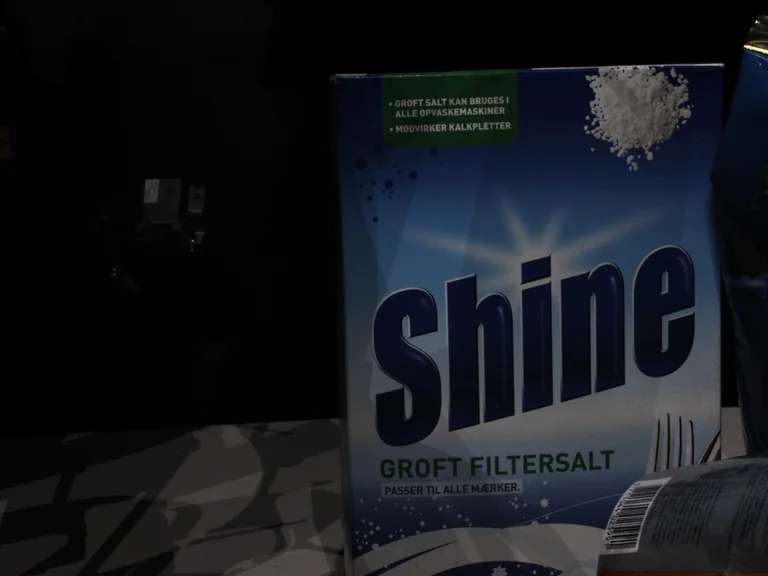 • GROFT SALT KAN BRUGES I
ALLE OPVASKEMASKINER
• MODVIRKER KALKPLETTER
Shine
GROFT FILTERSALT
PASSER TIL ALLE MÆRKER.